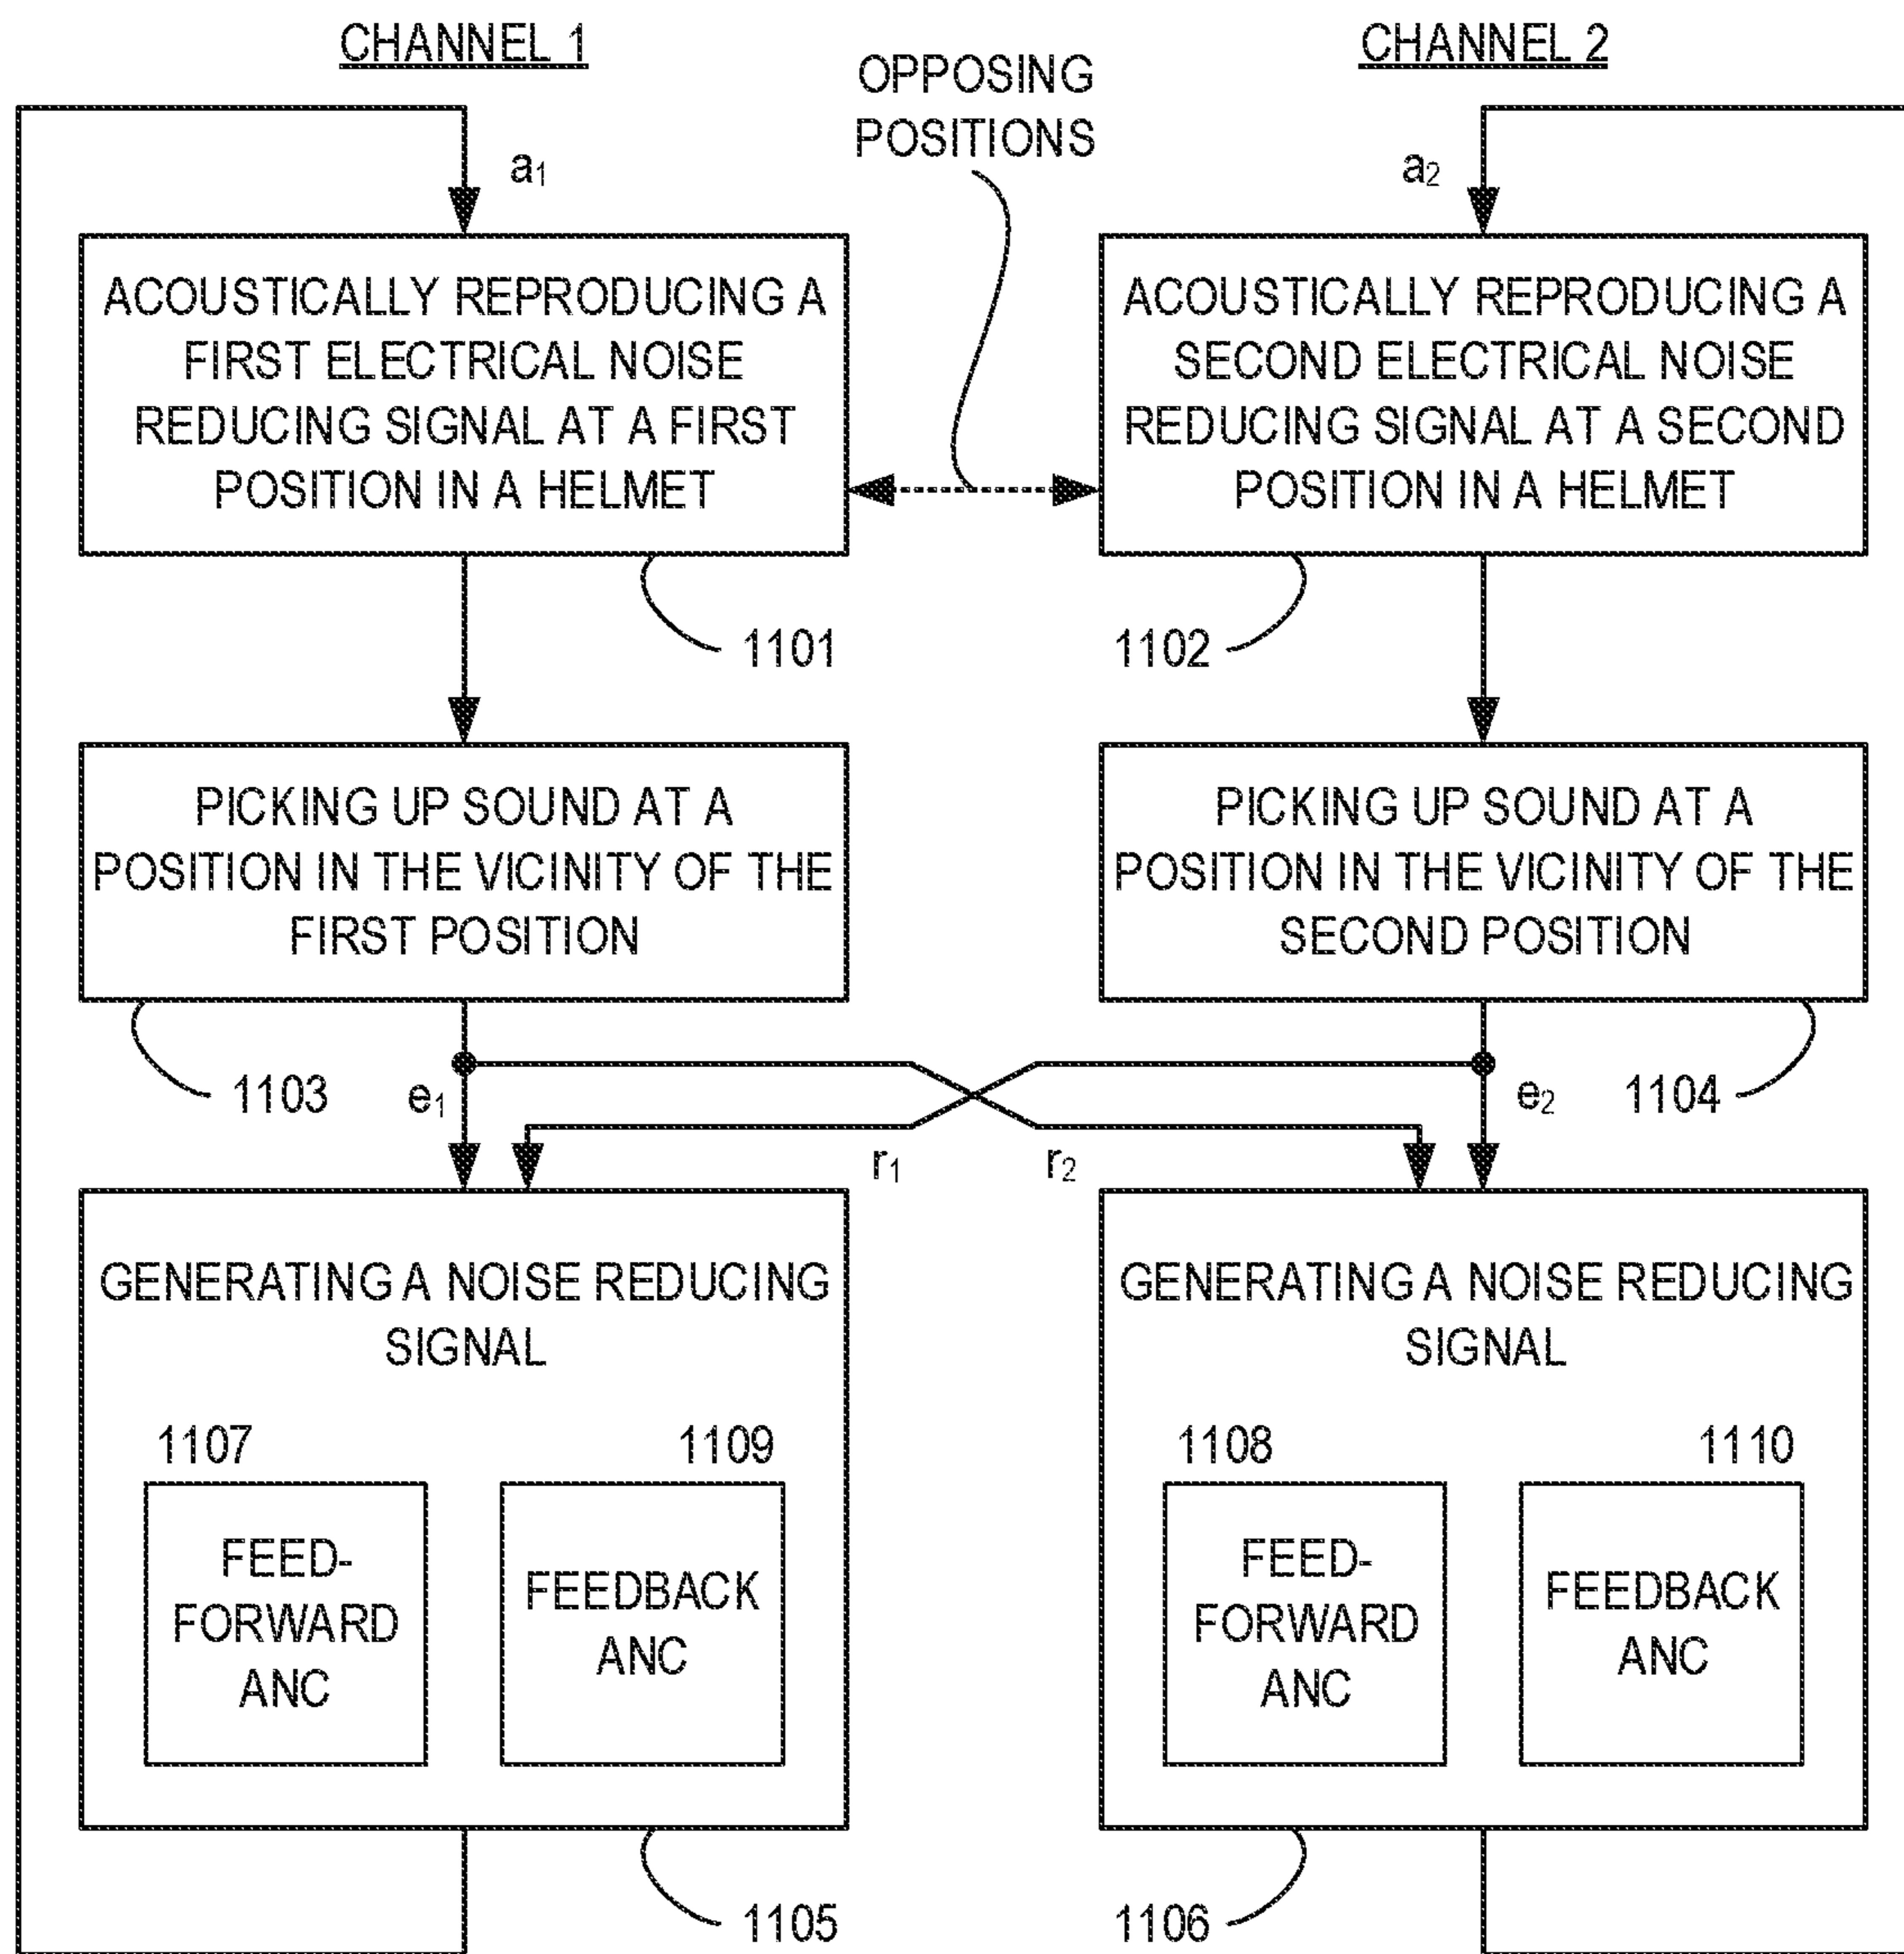 CHANNEL 1
CHANNEL 2
OPPOSING
POSITIONS
a₁
a₂
ACOUSTICALLY REPRODUCING A
FIRST ELECTRICAL NOISE
REDUCING SIGNAL AT A FIRST
POSITION IN A HELMET
ACOUSTICALLY REPRODUCING A
SECOND ELECTRICAL NOISE
REDUCING SIGNAL AT A SECOND
POSITION IN A HELMET
1101
1102
PICKING UP SOUND AT A
POSITION IN THE VICINITY OF THE
FIRST POSITION
PICKING UP SOUND AT A
POSITION IN THE VICINITY OF THE
SECOND POSITION
1103
e₁
e₂
1104
r₁
r₂
GENERATING A NOISE REDUCING
SIGNAL
GENERATING A NOISE REDUCING
SIGNAL
1107
1109
1108
1110
FEED-
FORWARD
ANC
FEEDBACK
ANC
FEED-
FORWARD
ANC
FEEDBACK
ANC
1105
1106